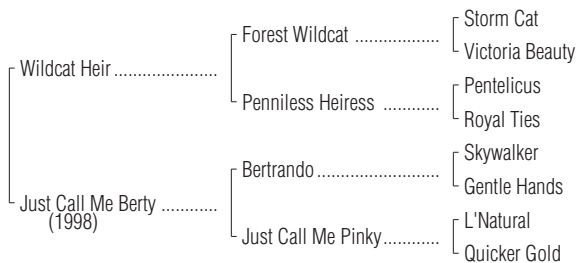 Storm Cat
Forest Wildcat ..................
Victoria Beauty
Wildcat Heir ......................
Pentelicus
Penniless Heiress ............
Royal Ties
Skywalker
Bertrando ..........................
Gentle Hands
Just Call Me Berty ............
(1998)
L'Natural
Just Call Me Pinky ............
Quicker Gold